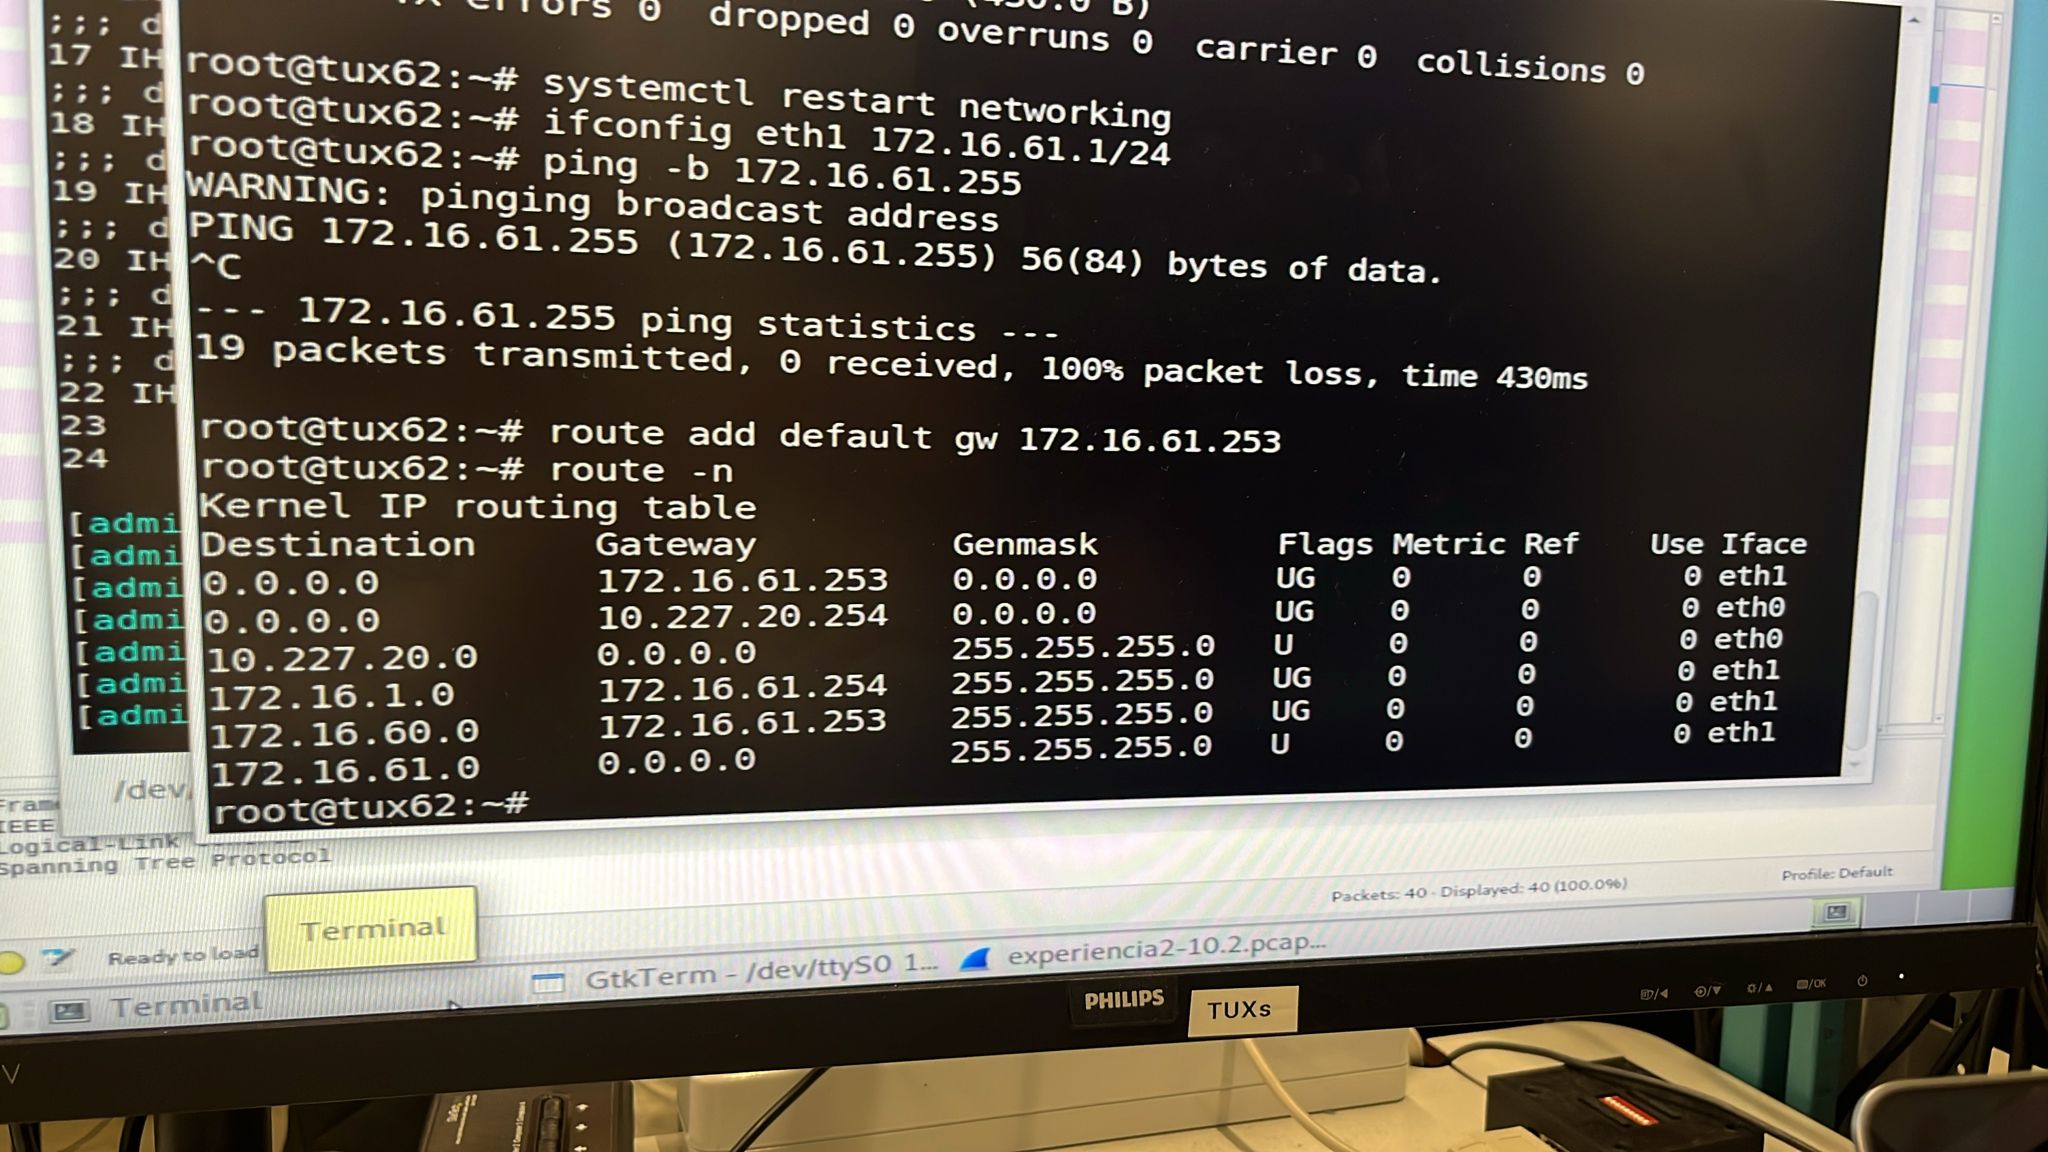 errors 0 dropped 0 overruns 0 carrier 0 collisions 0
root@tux62:~# systemctl restart networking
root@tux62:~# ifconfig eth1 172.16.61.1/24
root@tux62:~# ping -b 172.16.61.255
WARNING: pinging broadcast address
PING 172.16.61.255 (172.16.61.255) 56(84) bytes of data.
^C
--- 172.16.61.255 ping statistics ---
19 packets transmitted, 0 received, 100% packet loss, time 430ms
root@tux62:~# route add default gw 172.16.61.253
root@tux62:~# route -n
Kernel IP routing table
Destination Gateway Genmask Flags Metric Ref Use Iface
0.0.0.0 172.16.61.253 0.0.0.0 UG 0 0 0 eth1
0.0.0.0 10.227.20.254 0.0.0.0 UG 0 0 0 eth0
10.227.20.0 0.0.0.0 255.255.255.0 U 0 0 0 eth0
172.16.1.0 172.16.61.254 255.255.255.0 UG 0 0 0 eth1
172.16.60.0 172.16.61.253 255.255.255.0 UG 0 0 0 eth1
172.16.61.0 0.0.0.0 255.255.255.0 U 0 0 0 eth1
root@tux62:~#
;;; d
17 IH
;;; d
18 IH
;;; d
19 IH
;;; d
20 IH
;;; d
21 IH
;;; d
22 IH
23
24
[admi
[admi
[admi
[admi
[admi
[admi
[admi
/dev/
Fram
IEEE
Logical-Link
Spanning Tree Protocol
Packets: 40 · Displayed: 40 (100.0%)
Profile: Default
Ready to load
Terminal
Terminal
GtkTerm - /dev/ttyS0 1...
experiencia2-10.2.pcap...
PHILIPS
TUXs
/OK
V